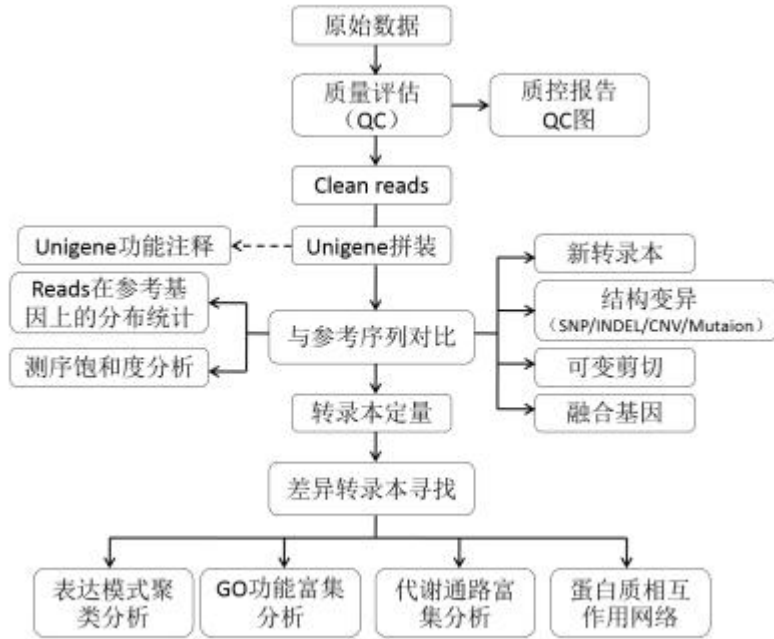 原始数据
质量评估
（QC）
质控报告
QC图
Clean reads
Unigene功能注释
Unigene拼装
新转录本
Reads在参考基
因上的分布统计
结构变异
（SNP/INDEL/CNV/Mutaion）
与参考序列对比
测序饱和度分析
可变剪切
转录本定量
融合基因
差异转录本寻找
表达模式聚
类分析
GO功能富集
分析
代谢通路富
集分析
蛋白质相互
作用网络